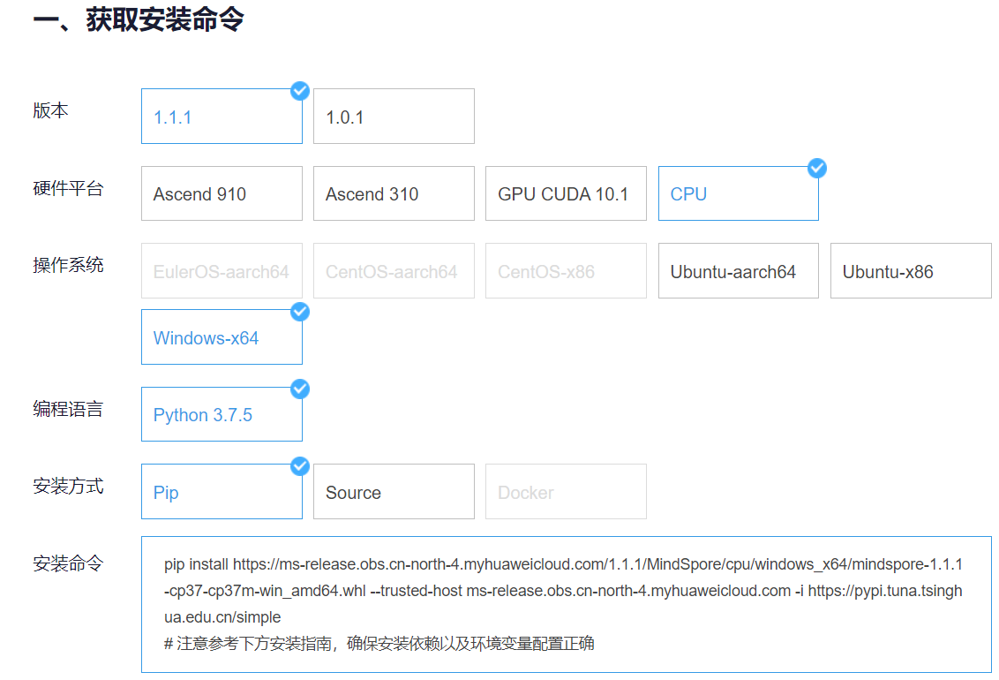 一、获取安装命令
版本
1.1.1
1.0.1
硬件平台
Ascend 910
Ascend 310
GPU CUDA 10.1
CPU
操作系统
EulerOS-aarch64
CentOS-aarch64
CentOS-x86
Ubuntu-aarch64
Ubuntu-x86
Windows-x64
编程语言
Python 3.7.5
安装方式
Pip
Source
Docker
安装命令
pip install https://ms-release.obs.cn-north-4.myhuaweicloud.com/1.1.1/MindSpore/cpu/windows_x64/mindspore-1.1.1
-cp37-cp37m-win_amd64.whl --trusted-host ms-release.obs.cn-north-4.myhuaweicloud.com -i https://pypi.tuna.tsingh
ua.edu.cn/simple
# 注意参考下方安装指南，确保安装依赖以及环境变量配置正确